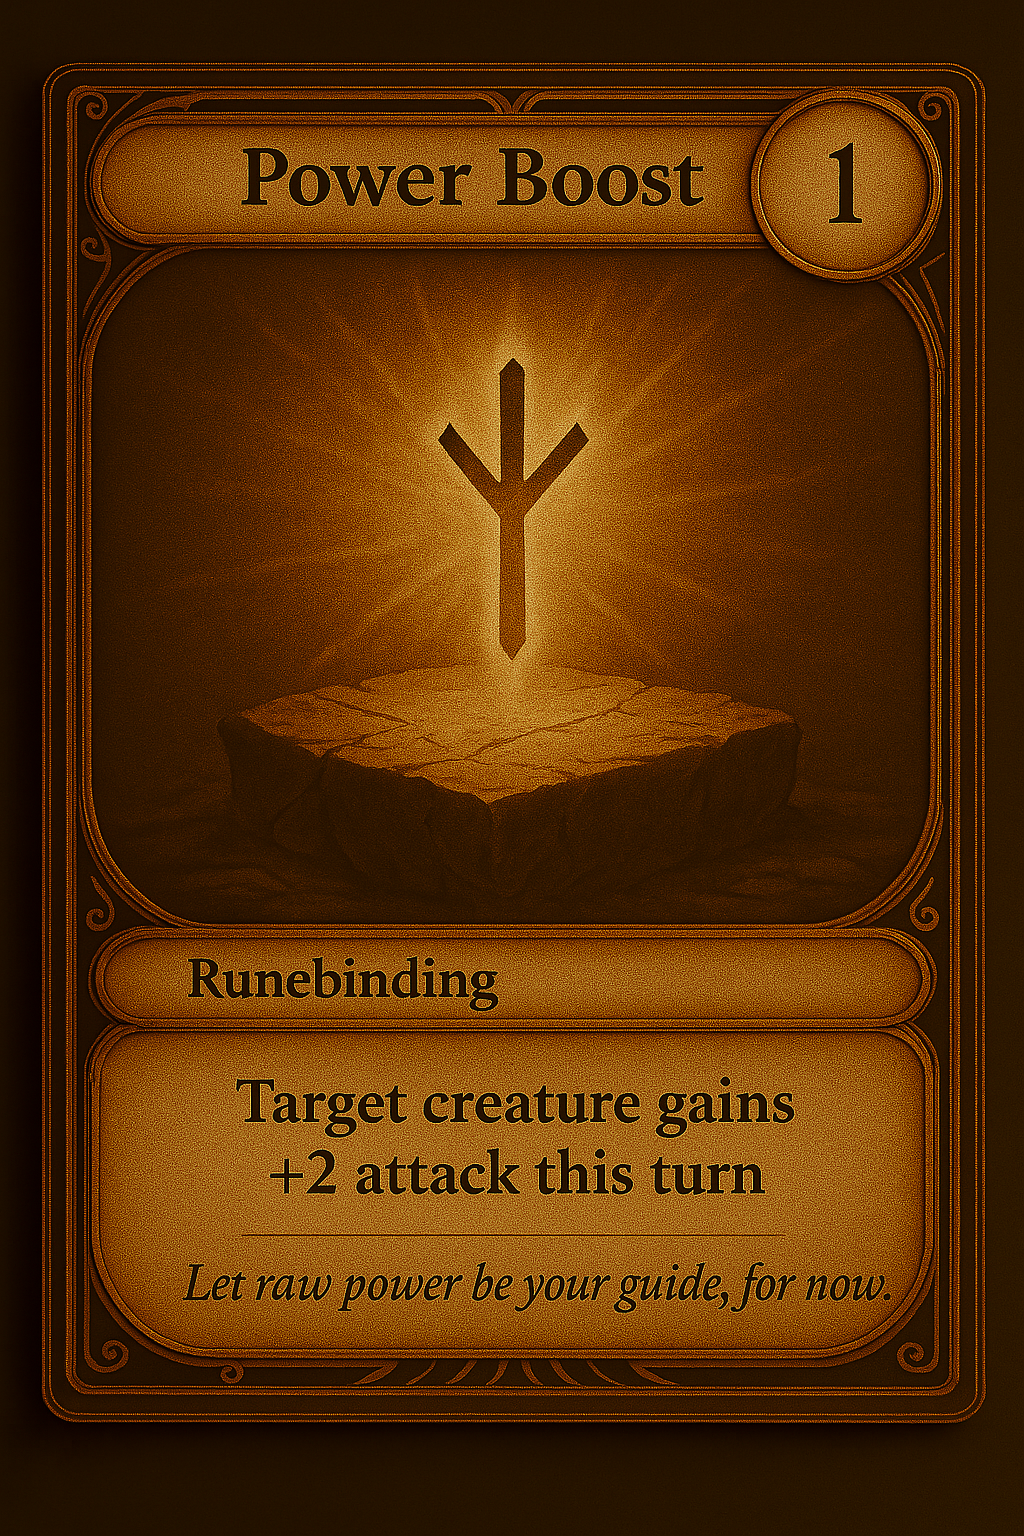 Power Boost
1
Runebinding
Target creature gains
+2 attack this turn
Let raw power be your guide, for now.